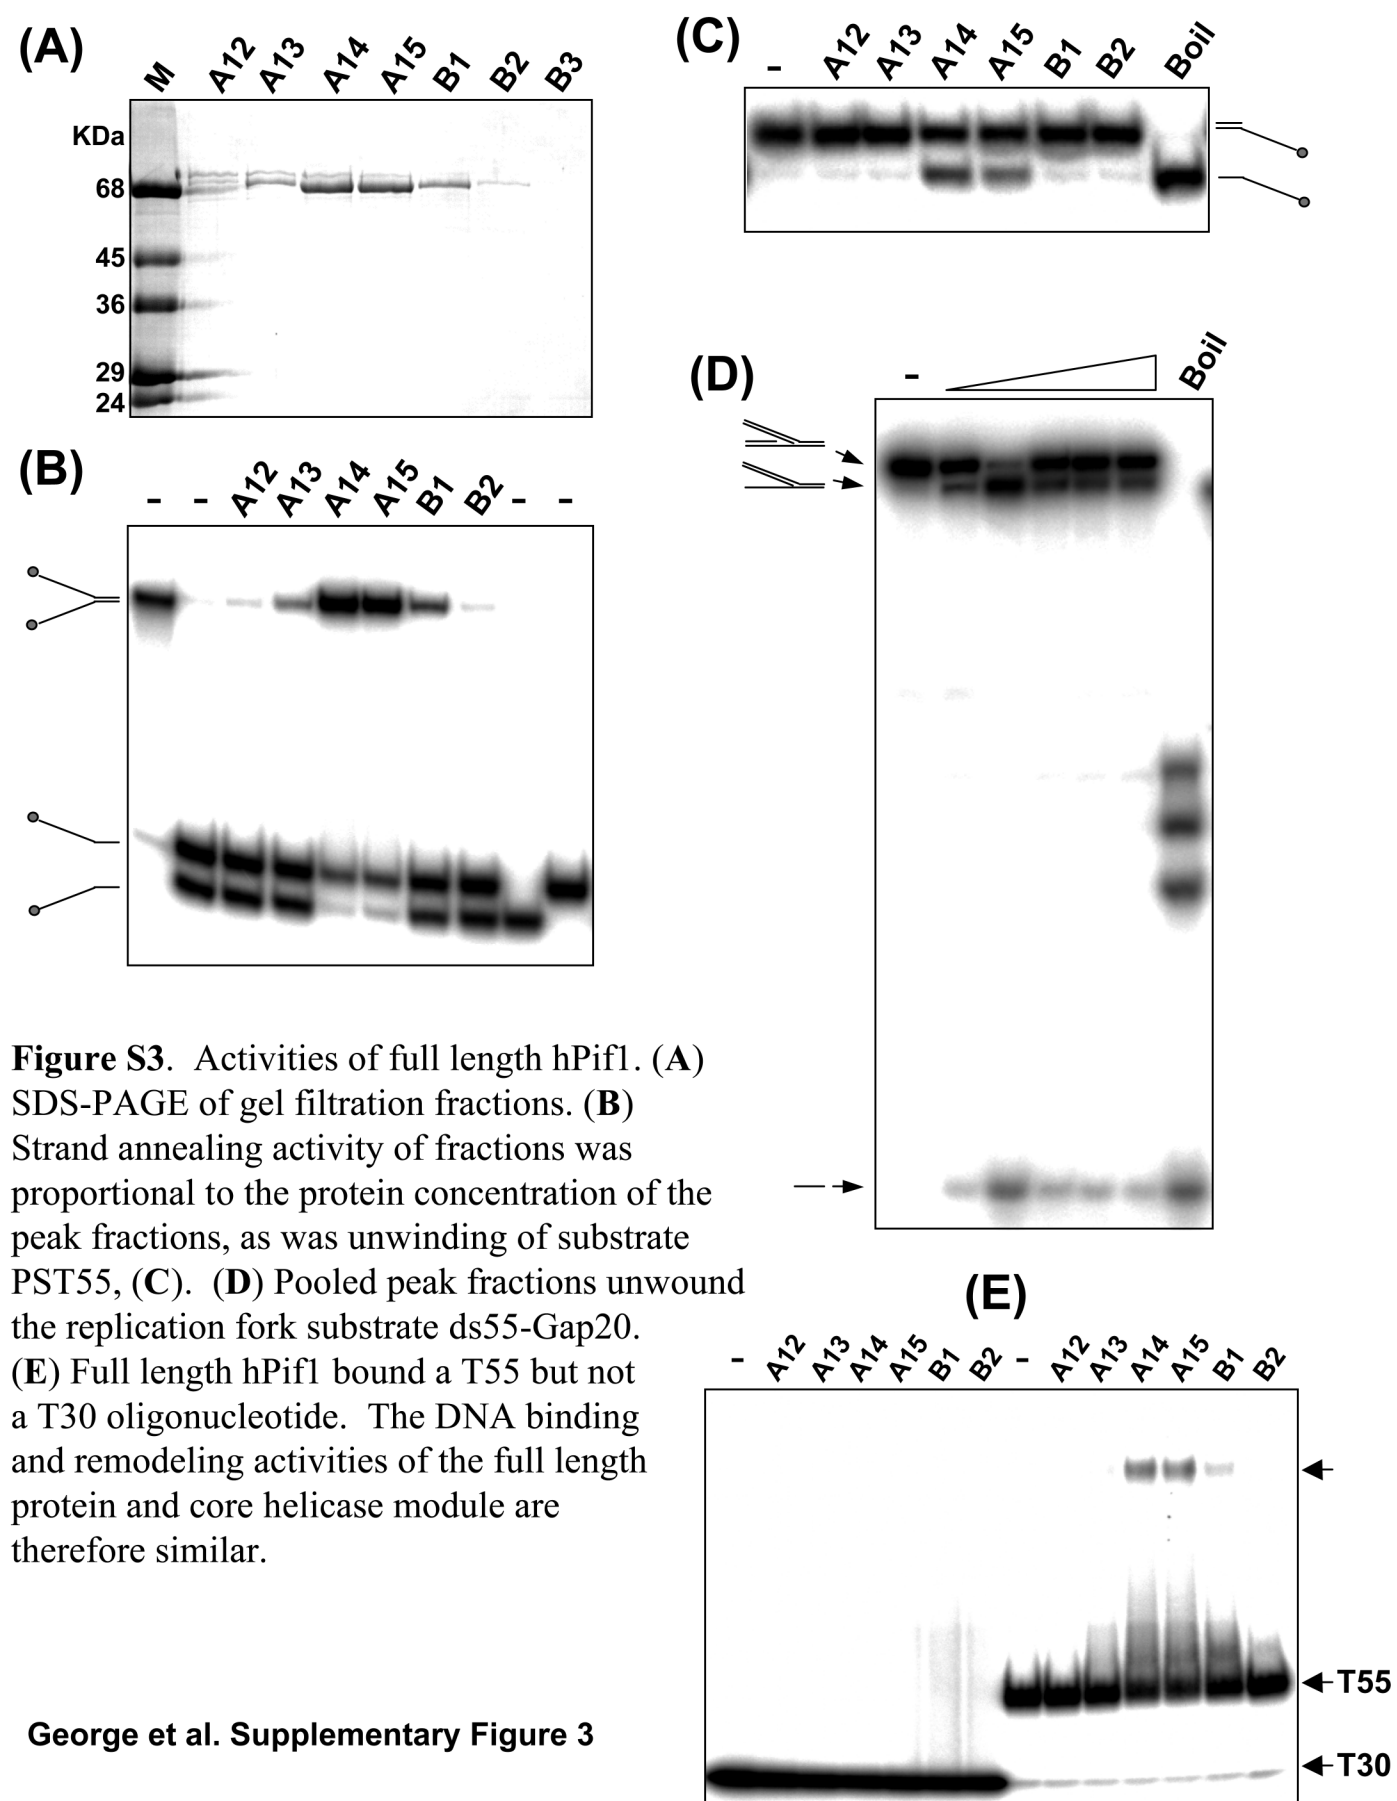 (A)
M A12 A13 A14 A15 B1 B2 B3
KDa
68
45
36
29
24
(B)
- - A12 A13 A14 A15 B1 B2 - -
(C)
- A12 A13 A14 A15 B1 B2 Boil
(D)
- Boil
Figure S3. Activities of full length hPif1. (A)
SDS-PAGE of gel filtration fractions. (B)
Strand annealing activity of fractions was
proportional to the protein concentration of the
peak fractions, as was unwinding of substrate
PST55, (C). (D) Pooled peak fractions unwound
the replication fork substrate ds55-Gap20.
(E) Full length hPif1 bound a T55 but not
a T30 oligonucleotide. The DNA binding
and remodeling activities of the full length
protein and core helicase module are
therefore similar.
(E)
- A12 A13 A14 A15 B1 B2 - A12 A13 A14 A15 B1 B2
T55
T30
George et al. Supplementary Figure 3